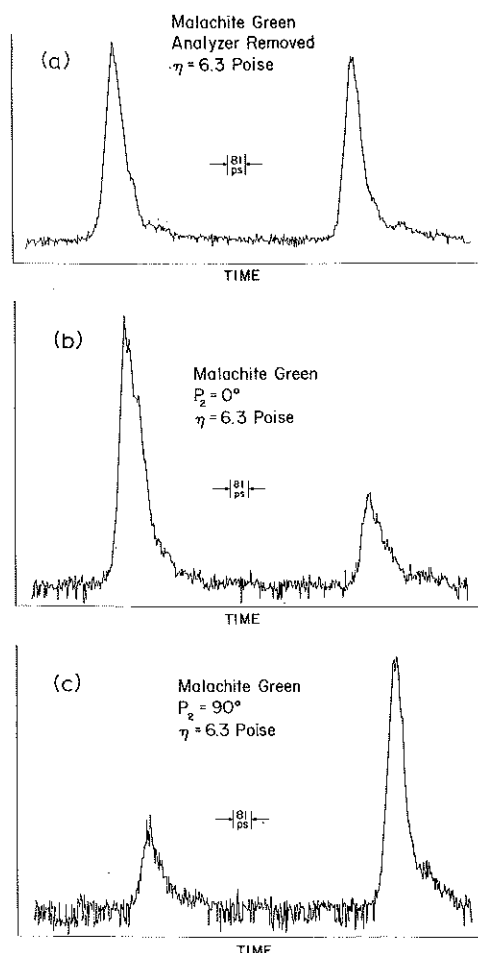 (a)
Malachite Green
Analyzer Removed
η = 6.3 Poise
81
ps
TIME
(b)
Malachite Green
P₂ = 0°
η = 6.3 Poise
81
ps
TIME
(c)
Malachite Green
P₂ = 90°
η = 6.3 Poise
81
ps
TIME